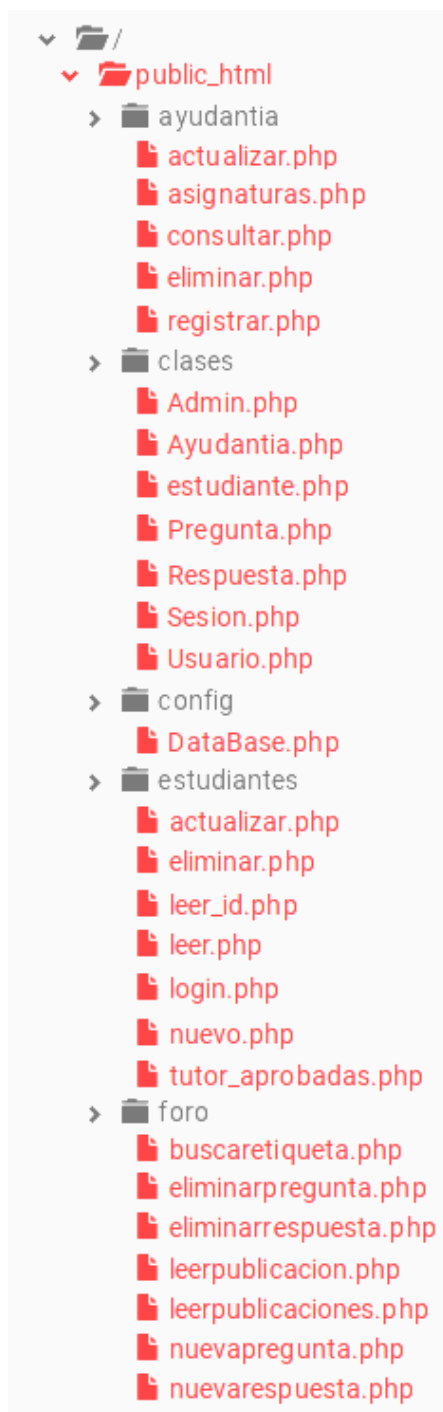 /
public_html
ayudantia
actualizar.php
asignaturas.php
consultar.php
eliminar.php
registrar.php
clases
Admin.php
Ayudantia.php
estudiante.php
Pregunta.php
Respuesta.php
Sesion.php
Usuario.php
config
DataBase.php
estudiantes
actualizar.php
eliminar.php
leer_id.php
leer.php
login.php
nuevo.php
tutor_aprobadas.php
foro
buscaretiqueta.php
eliminarpregunta.php
eliminarrespuesta.php
leerpublicacion.php
leerpublicaciones.php
nuevapregunta.php
nuevarespuesta.php